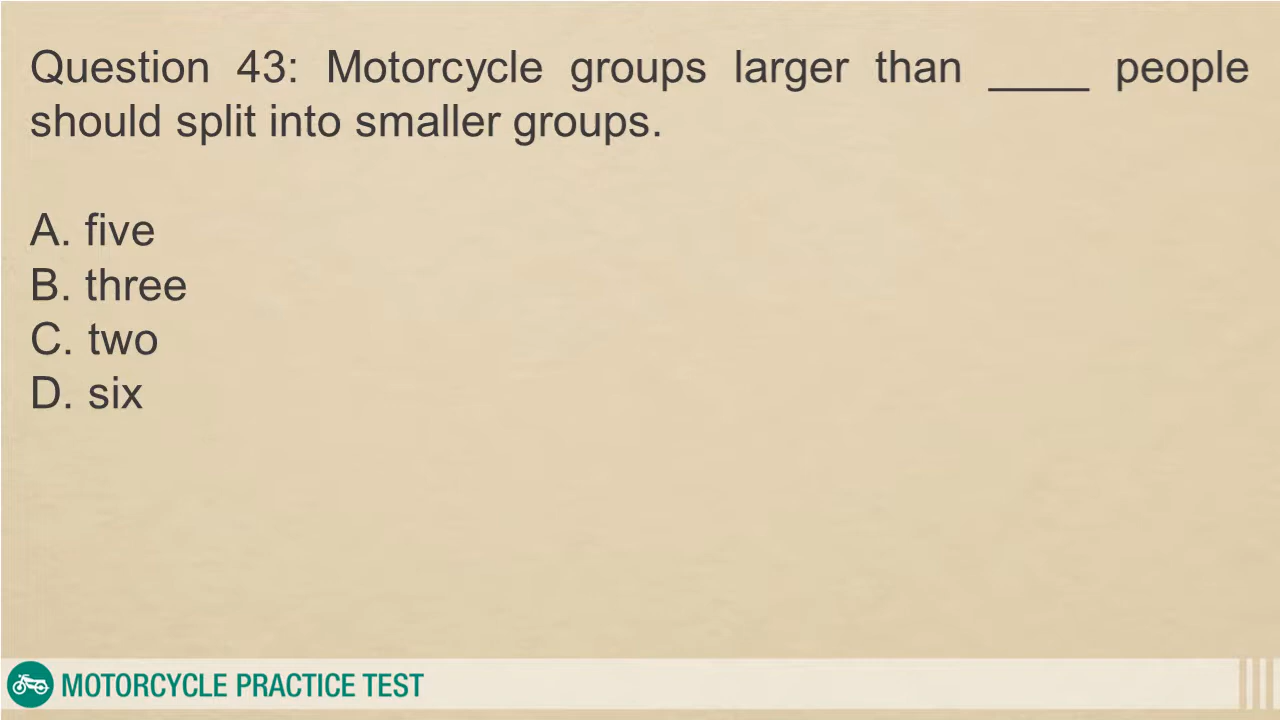 Question 43: Motorcycle groups larger than ____ people
should split into smaller groups.
A. five
B. three
C. two
D. six
MOTORCYCLE PRACTICE TEST